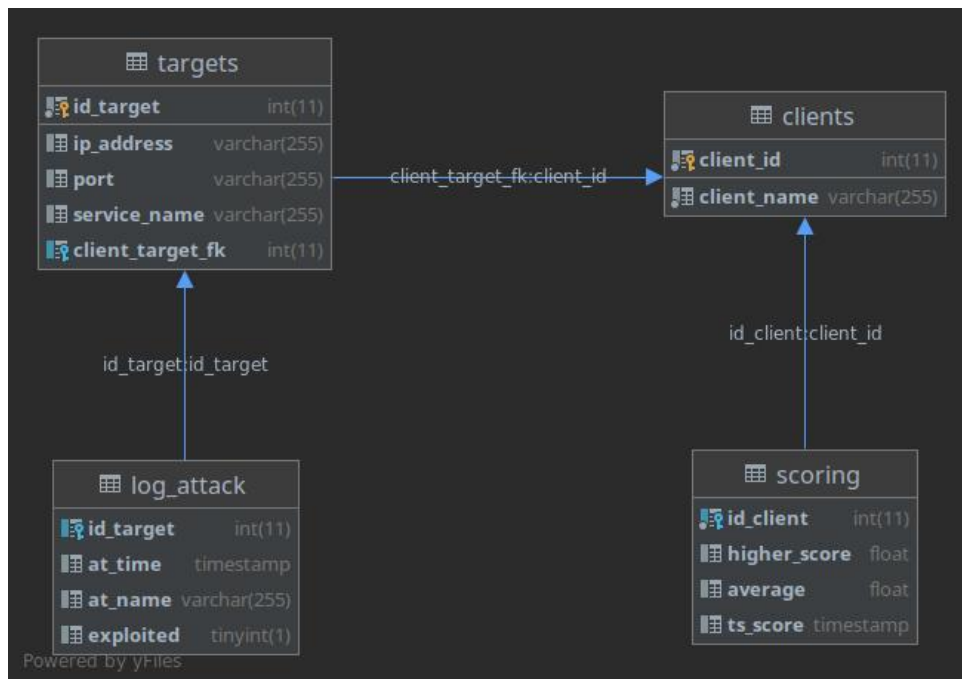 targets
id_target int(11)
ip_address varchar(255)
port varchar(255)
service_name varchar(255)
client_target_fk int(11)
client_target_fk:client_id
clients
client_id int(11)
client_name varchar(255)
id_target:id_target
id_client:client_id
log_attack
id_target int(11)
at_time timestamp
at_name varchar(255)
exploited tinyint(1)
scoring
id_client int(11)
higher_score float
average float
ts_score timestamp
Powered by yFiles